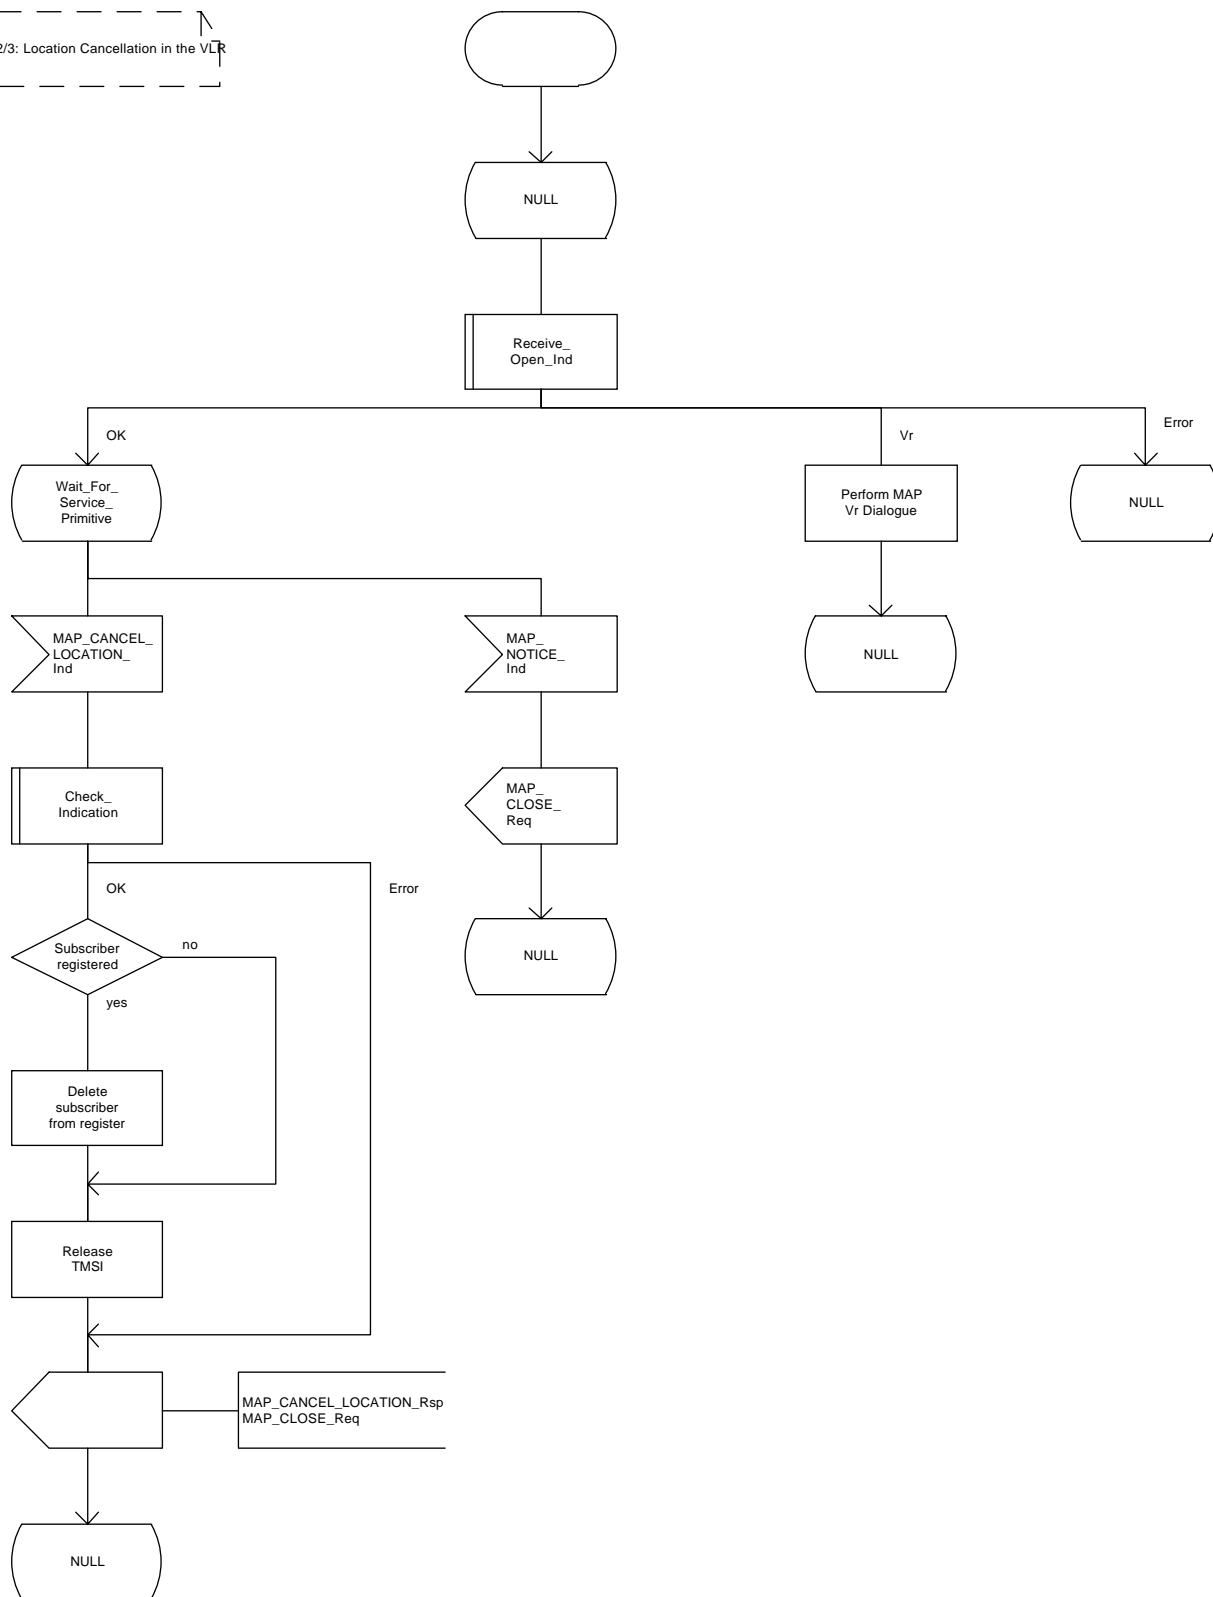 2/3: Location Cancellation in the VLR
NULL
Receive_
Open_Ind
OK
Vr
Error
Wait_For_
Service_
Primitive
Perform MAP
Vr Dialogue
NULL
MAP_CANCEL_
LOCATION_
Ind
MAP_
NOTICE_
Ind
NULL
Check_
Indication
MAP_
CLOSE_
Req
OK
Error
Subscriber
registered
no
yes
NULL
Delete
subscriber
from register
Release
TMSI
MAP_CANCEL_LOCATION_Rsp
MAP_CLOSE_Req
NULL